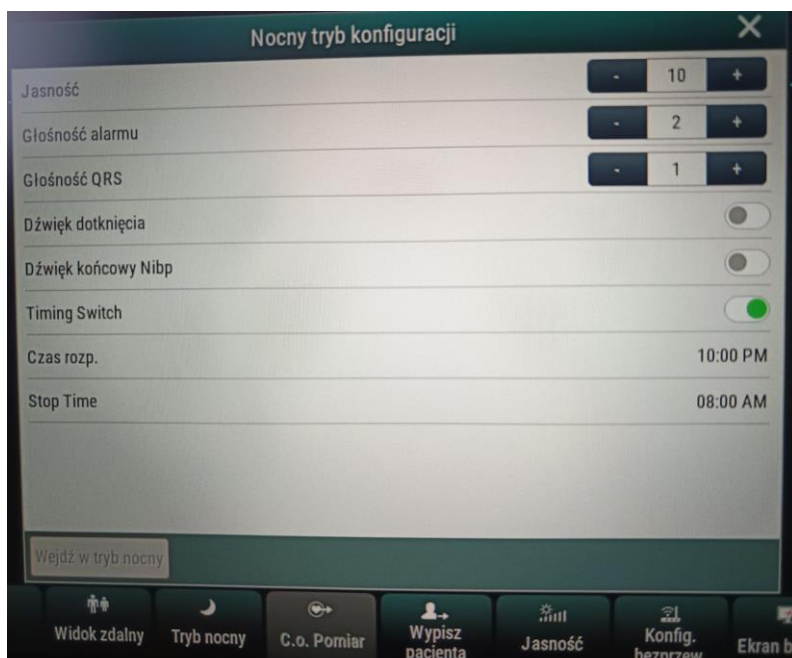 Nocny tryb konfiguracji
Jasność - 10 +
Głośność alarmu - 2 +
Głośność QRS - 1 +
Dźwięk dotknięcia
Dźwięk końcowy Nibp
Timing Switch
Czas rozp. 10:00 PM
Stop Time 08:00 AM
Wejdź w tryb nocny
Widok zdalny
Tryb nocny
C.o. Pomiar
Wypisz
pacjenta
Jasność
Konfig.
bezprzew.
Ekran